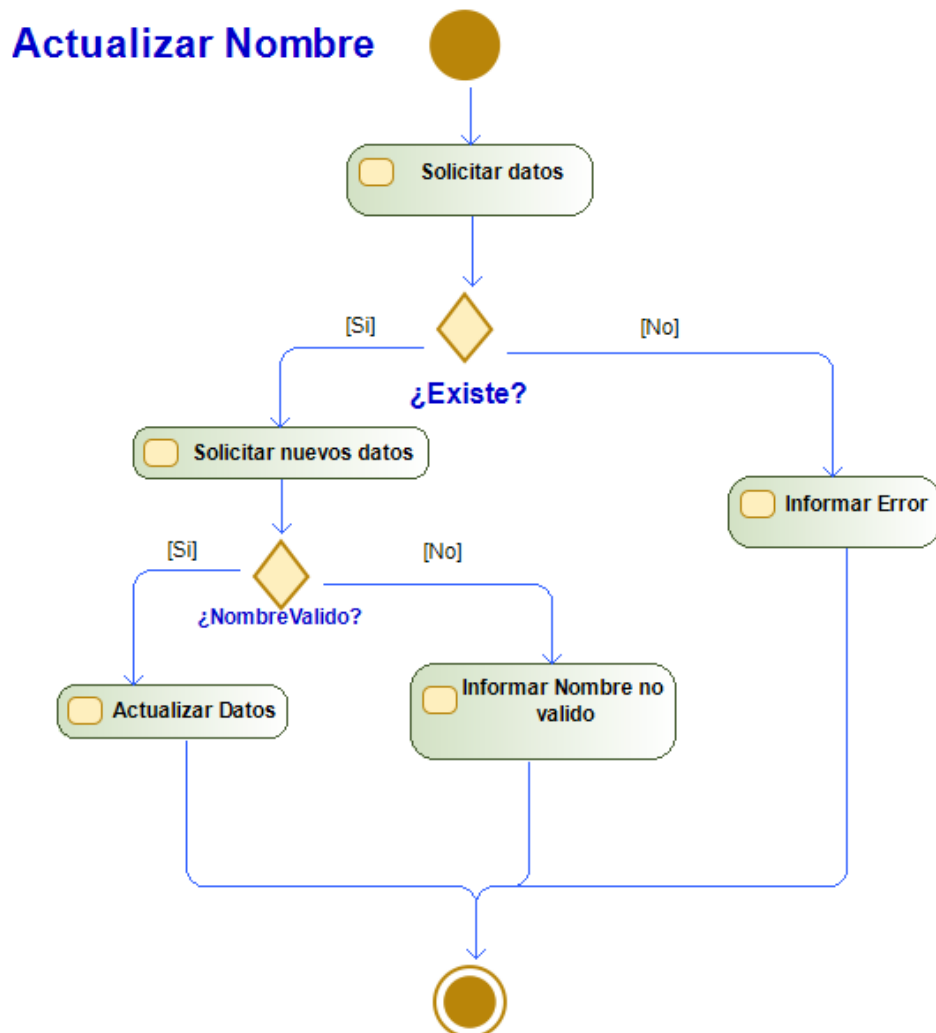 Actualizar Nombre
Solicitar datos
[Si]
[No]
¿Existe?
Solicitar nuevos datos
Informar Error
[Si]
[No]
¿NombreValido?
Actualizar Datos
Informar Nombre no
valido